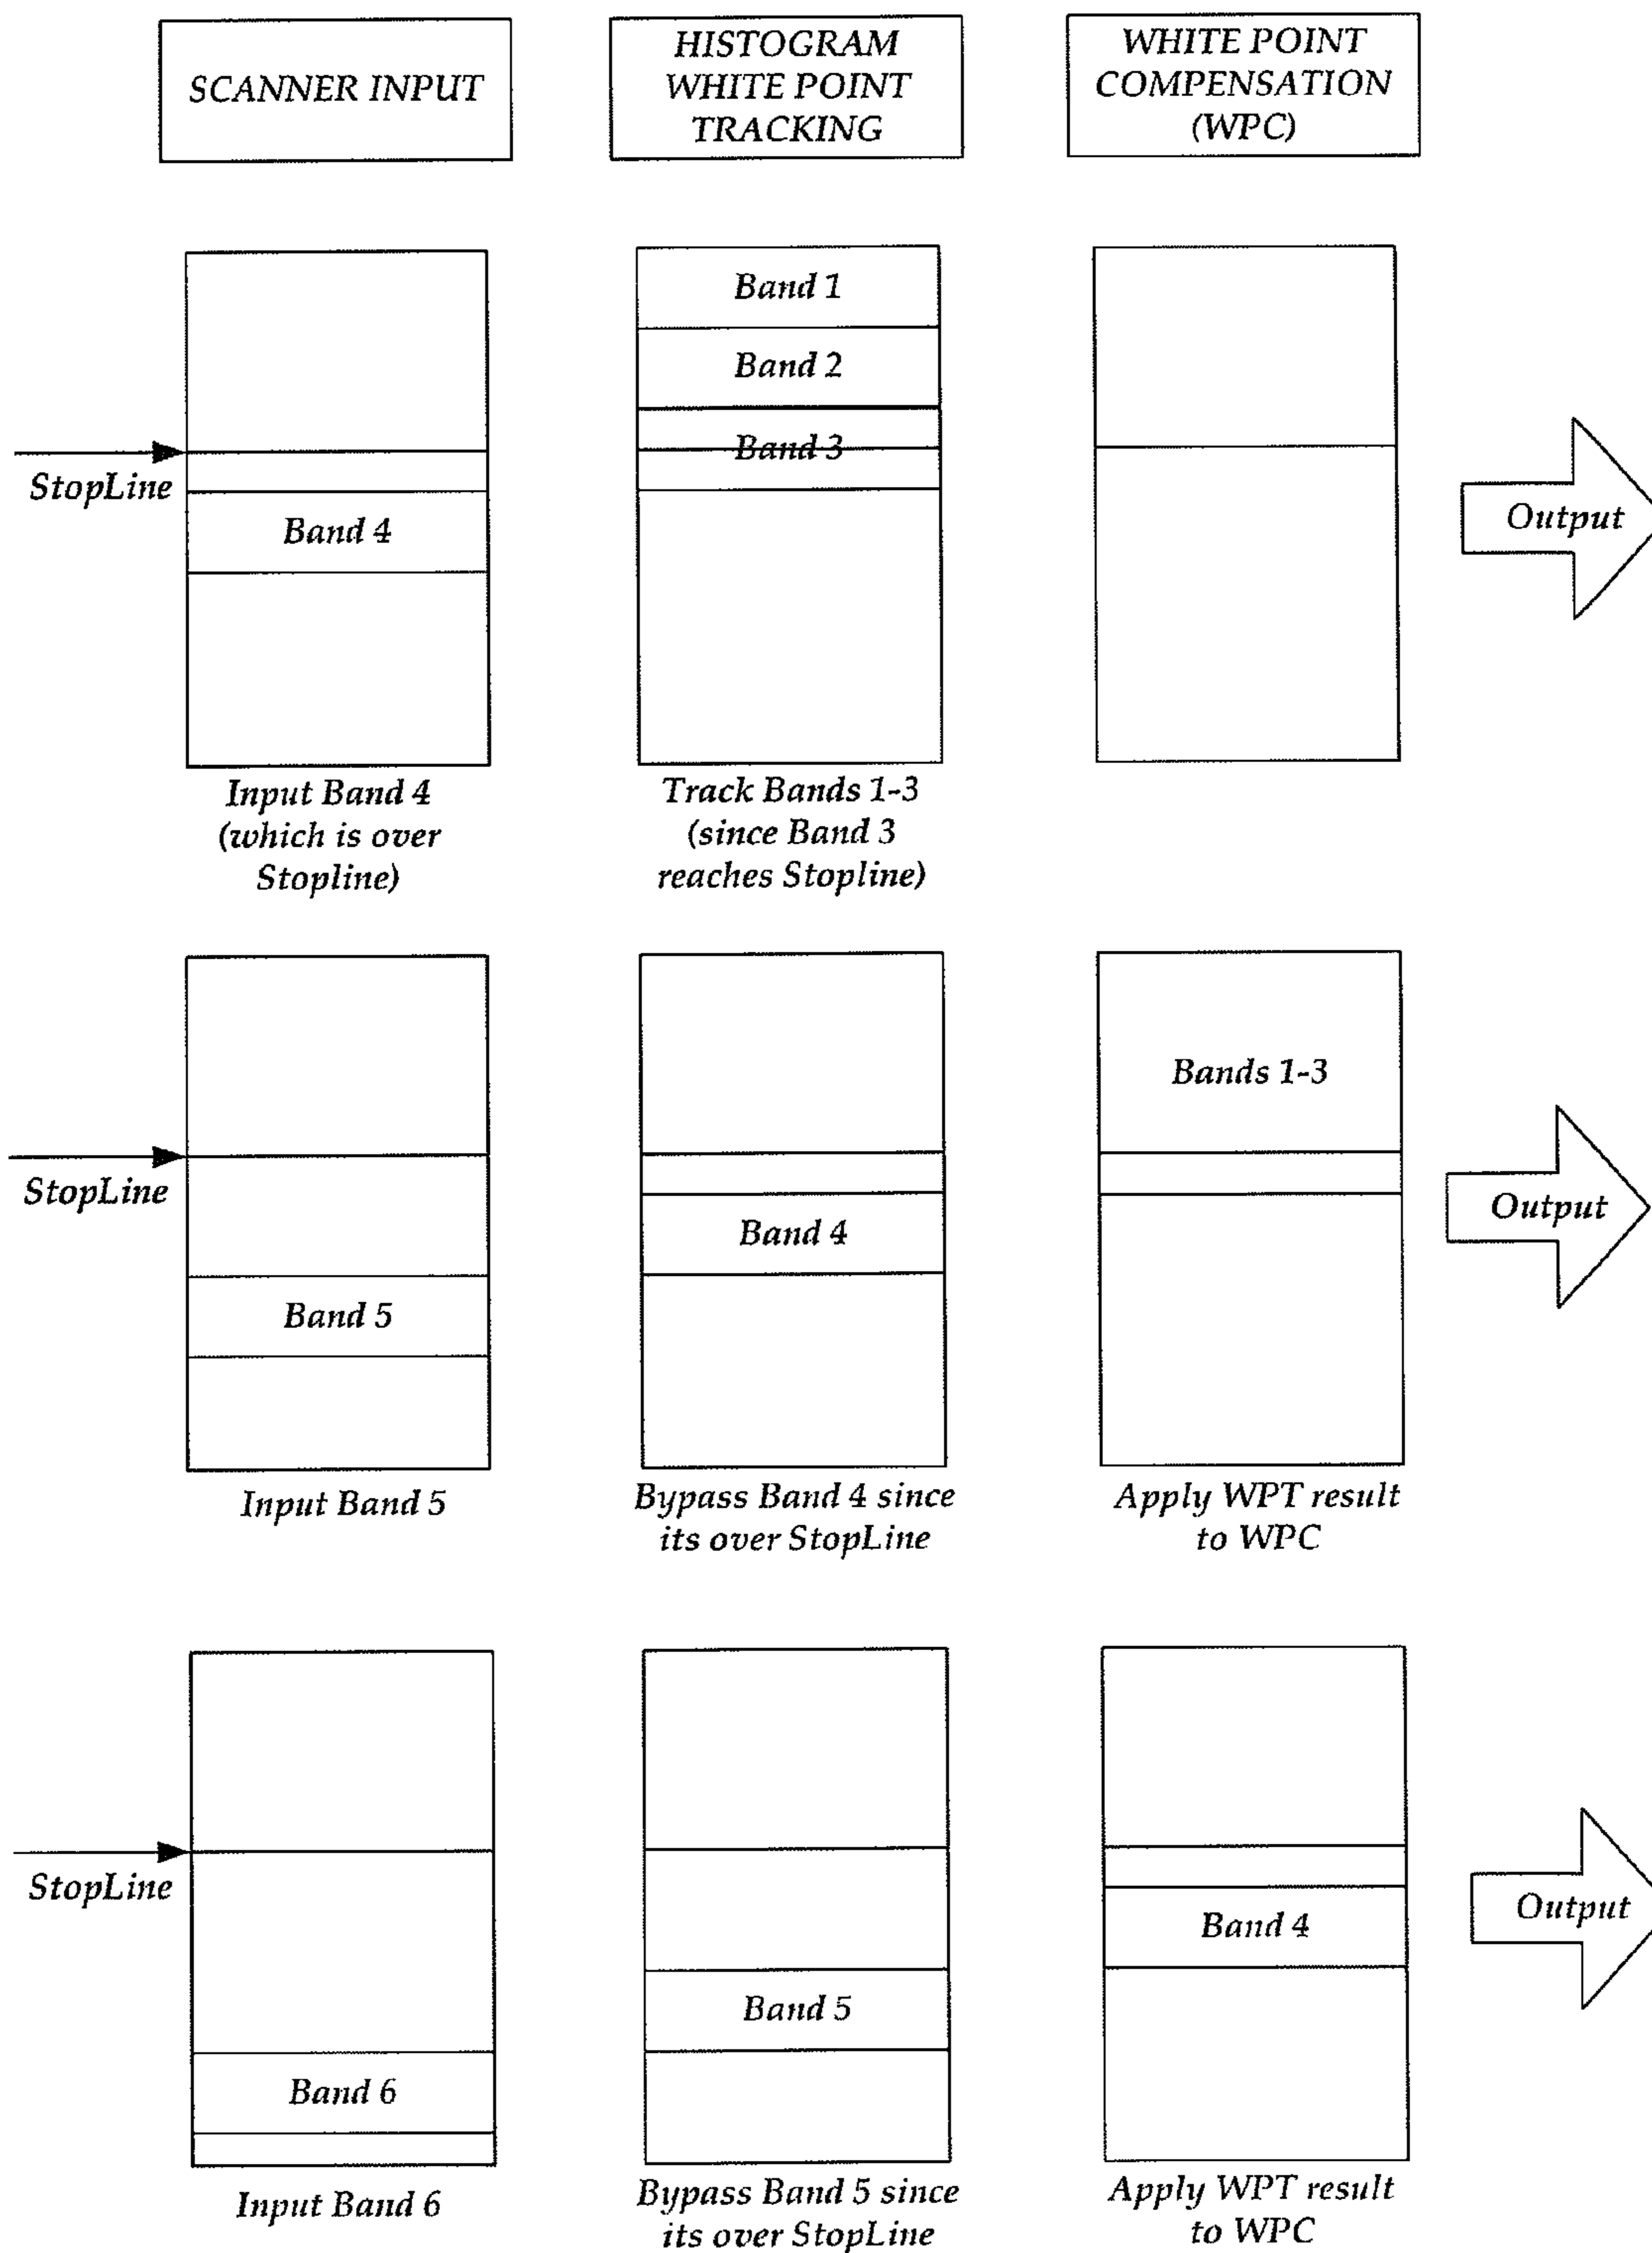 SCANNER INPUT
HISTOGRAM
WHITE POINT
TRACKING
WHITE POINT
COMPENSATION
(WPC)
StopLine
Band 4
Input Band 4
(which is over
Stopline)
Band 1
Band 2
Band 3
Track Bands 1-3
(since Band 3
reaches Stopline)
Output
StopLine
Band 5
Input Band 5
Band 4
Bypass Band 4 since
its over StopLine
Bands 1-3
Apply WPT result
to WPC
Output
StopLine
Band 6
Input Band 6
Band 5
Bypass Band 5 since
its over StopLine
Band 4
Apply WPT result
to WPC
Output